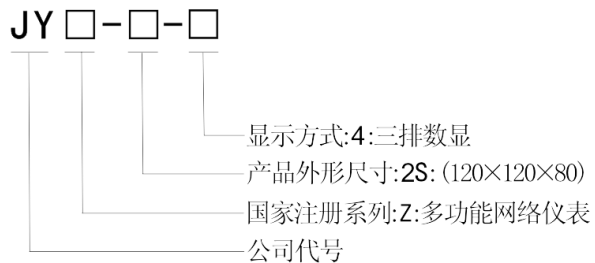 JY□-□-□
显示方式:4:三排数显
产品外形尺寸:2S:(120×120×80)
国家注册系列:Z:多功能网络仪表
公司代号